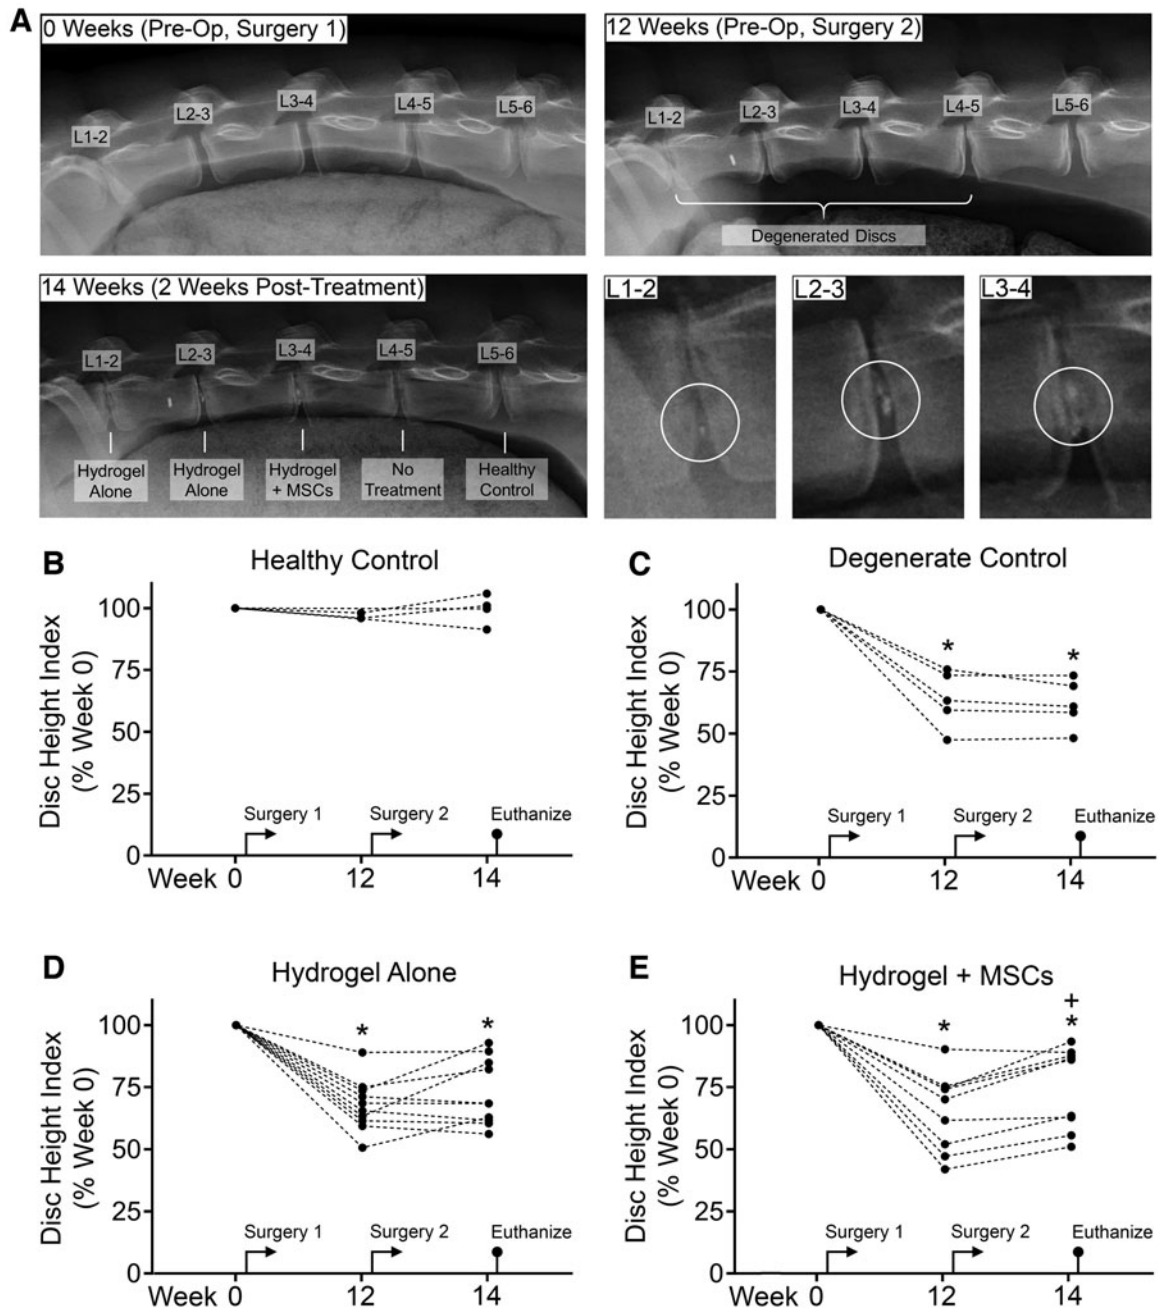 A
0 Weeks (Pre-Op, Surgery 1)
L1-2
L2-3
L3-4
L4-5
L5-6
12 Weeks (Pre-Op, Surgery 2)
L1-2
L2-3
L3-4
L4-5
L5-6
Degenerated Discs
14 Weeks (2 Weeks Post-Treatment)
L1-2
L2-3
L3-4
L4-5
L5-6
Hydrogel
Alone
Hydrogel
Alone
Hydrogel
+ MSCs
No
Treatment
Healthy
Control
L1-2
L2-3
L3-4
B
Healthy Control
Disc Height Index
(% Week 0)
100
75
50
25
0
Surgery 1
Surgery 2
Euthanize
Week 0 12 14
C
Degenerate Control
Disc Height Index
(% Week 0)
100
75
50
25
0
*
*
Surgery 1
Surgery 2
Euthanize
Week 0 12 14
D
Hydrogel Alone
Disc Height Index
(% Week 0)
100
75
50
25
0
*
*
Surgery 1
Surgery 2
Euthanize
Week 0 12 14
E
Hydrogel + MSCs
Disc Height Index
(% Week 0)
100
75
50
25
0
*
+
*
Surgery 1
Surgery 2
Euthanize
Week 0 12 14